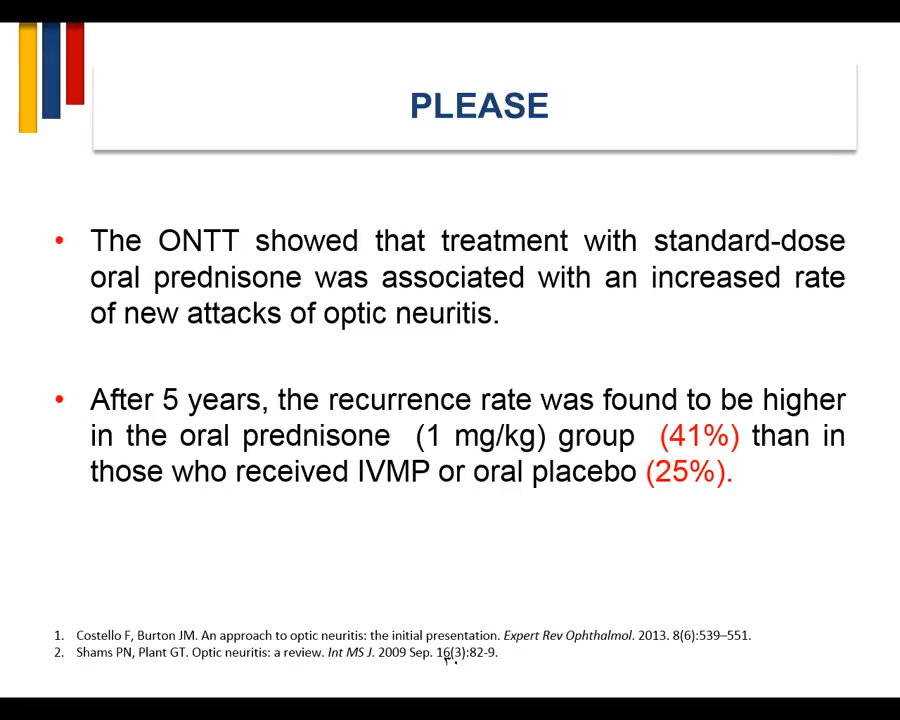 PLEASE
• The ONTT showed that treatment with standard-dose
oral prednisone was associated with an increased rate
of new attacks of optic neuritis.
• After 5 years, the recurrence rate was found to be higher
in the oral prednisone (1 mg/kg) group (41%) than in
those who received IVMP or oral placebo (25%).
1. Costello F, Burton JM. An approach to optic neuritis: the initial presentation. Expert Rev Ophthalmol. 2013. 8(6):539–551.
2. Shams PN, Plant GT. Optic neuritis: a review. Int MS J. 2009 Sep. 16(3):82-9.
٢٠